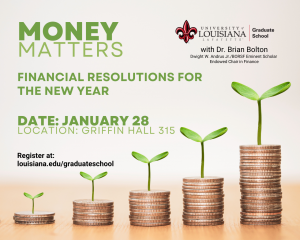 MONEY
MATTERS
UNIVERSITY of
LOUISIANA
LAFAYETTE
Graduate
School
with Dr. Brian Bolton
Dwight W. Andrus Jr./BORSF Eminent Scholar
Endowed Chair in Finance
FINANCIAL RESOLUTIONS FOR
THE NEW YEAR
DATE: JANUARY 28
LOCATION: GRIFFIN HALL 315
Register at:
louisiana.edu/graduateschool